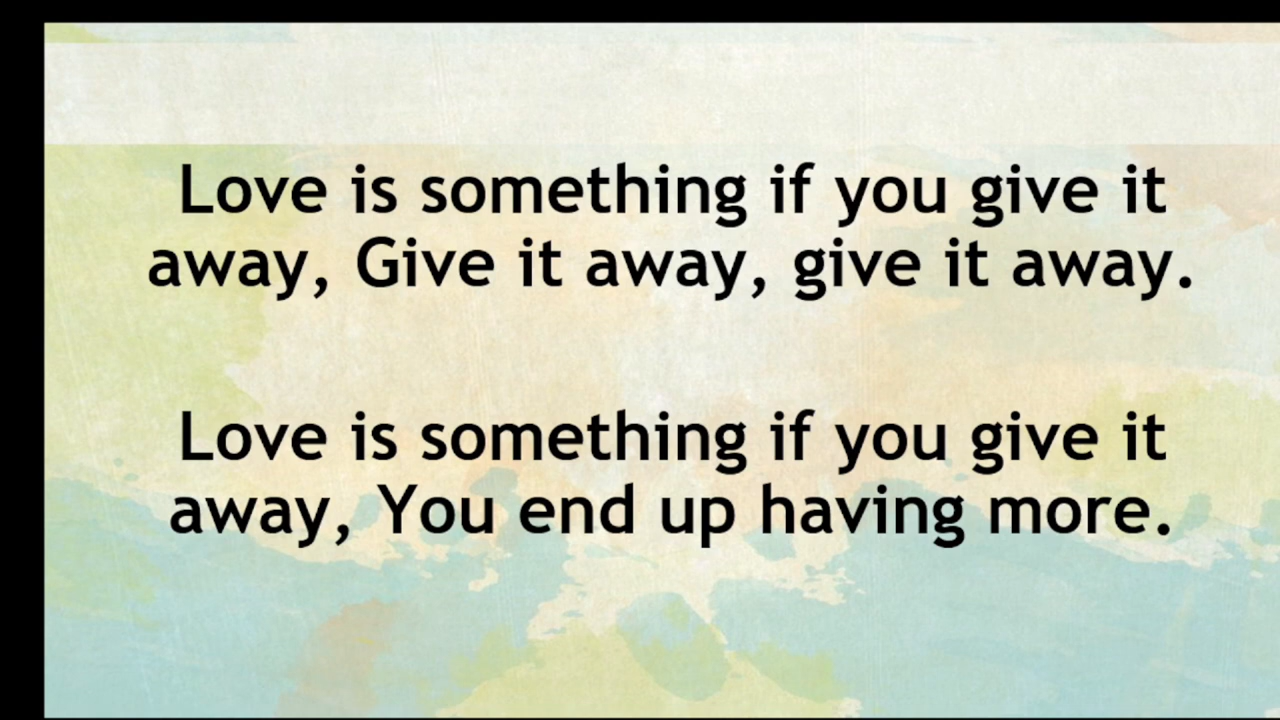 Love is something if you give it
away, Give it away, give it away.
Love is something if you give it
away, You end up having more.